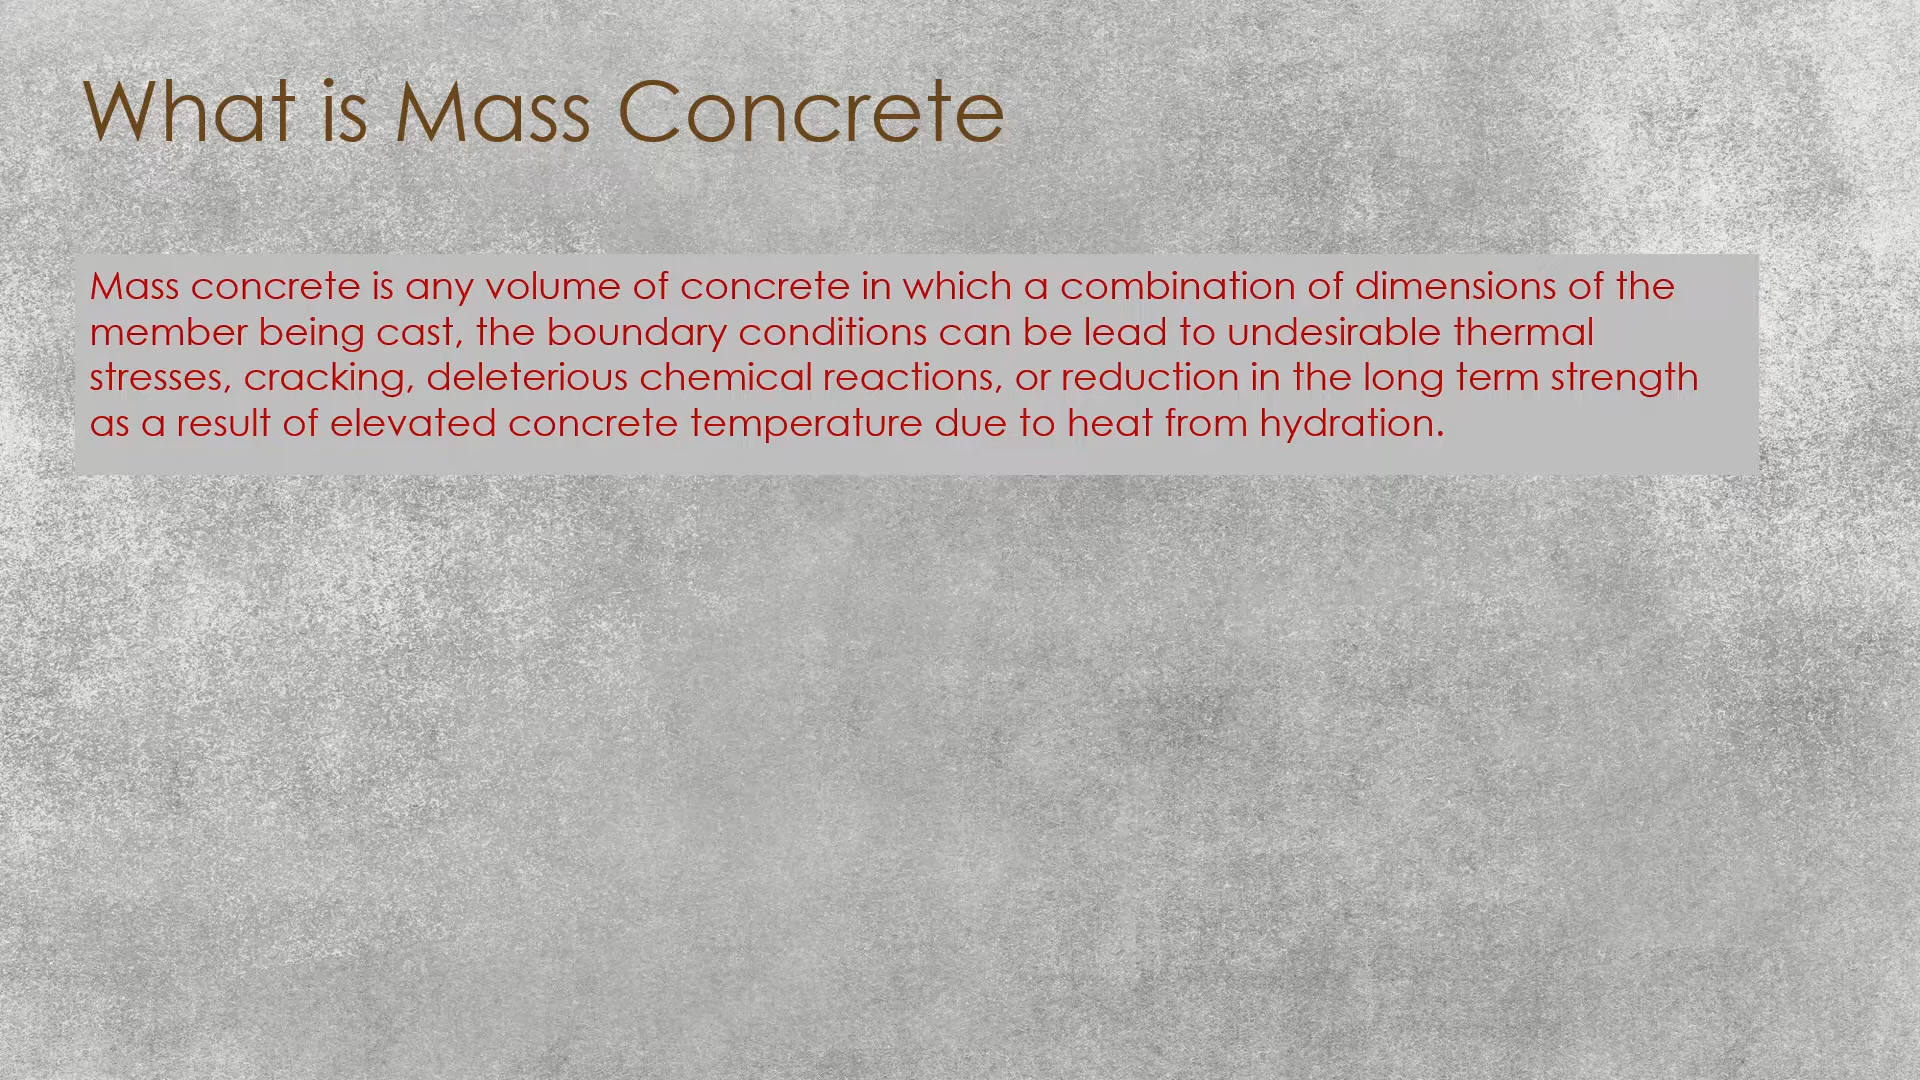 What is Mass Concrete
Mass concrete is any volume of concrete in which a combination of dimensions of the
member being cast, the boundary conditions can be lead to undesirable thermal
stresses, cracking, deleterious chemical reactions, or reduction in the long term strength
as a result of elevated concrete temperature due to heat from hydration.